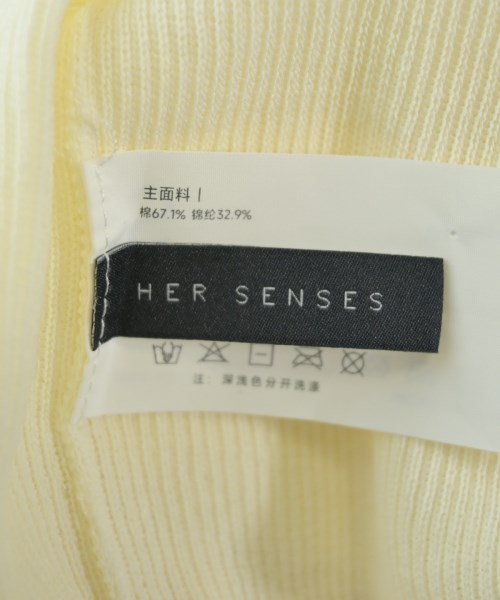 主面料 |
棉67.1% 锦纶32.9%
HER SENSES
注: 深浅色分开洗涤